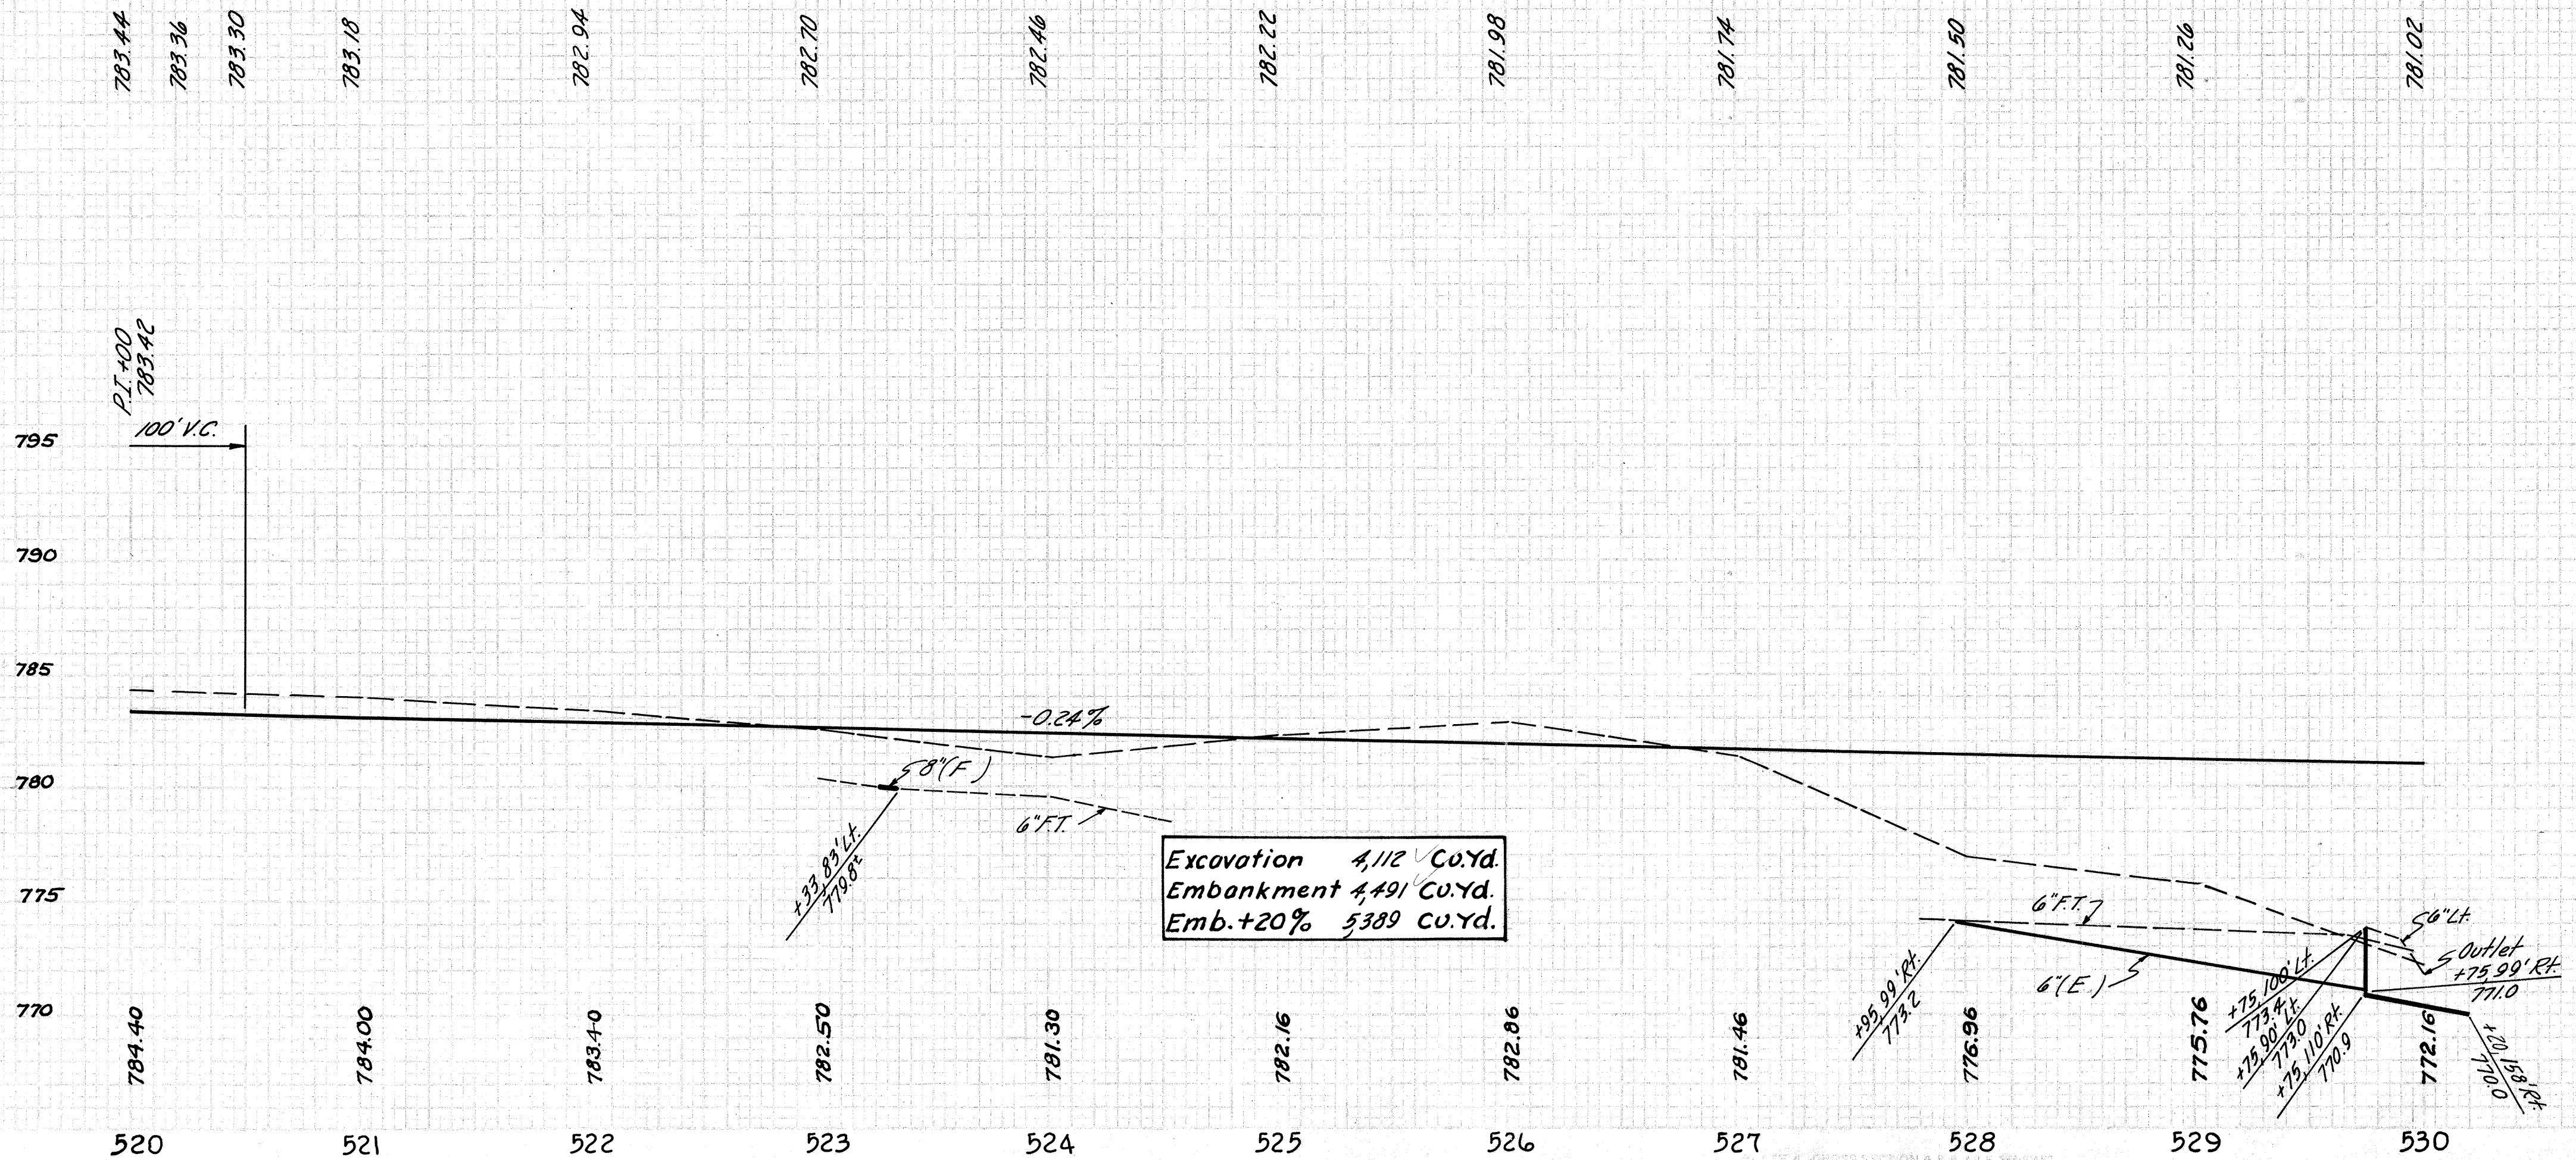 783.44
783.36
783.30
783.18
782.94
782.70
782.46
782.22
781.98
781.74
781.50
781.26
781.02
P.I. +00
783.42
100' V.C.
795
790
785
780
775
770
-0.24%
8"(F )
6"F.T.
+33, 83' Lt.
779.8±
Excavation 4,112 Cu.Yd.
Embankment 4,491 Cu.Yd.
Emb.+20% 5,389 Cu.Yd.
6"F.T.
6"Lt.
Outlet
+75, 99' Rt.
771.0
6"(E )
+95, 99' Rt.
773.2
+75, 100' Lt.
773.4
+75, 90' Lt.
773.0
+75, 110' Rt.
770.9
+20, 158' Rt.
770.0
784.40
784.00
783.40
782.50
781.30
782.16
782.86
781.46
776.96
775.76
772.16
520
521
522
523
524
525
526
527
528
529
530